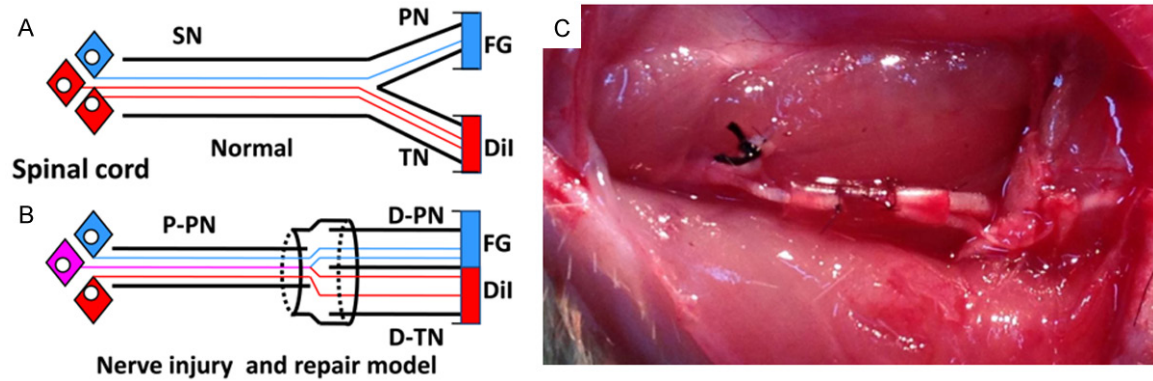 A
SN
PN
FG
Normal
TN
DiI
Spinal cord
B
P-PN
D-PN
FG
DiI
D-TN
Nerve injury and repair model
C